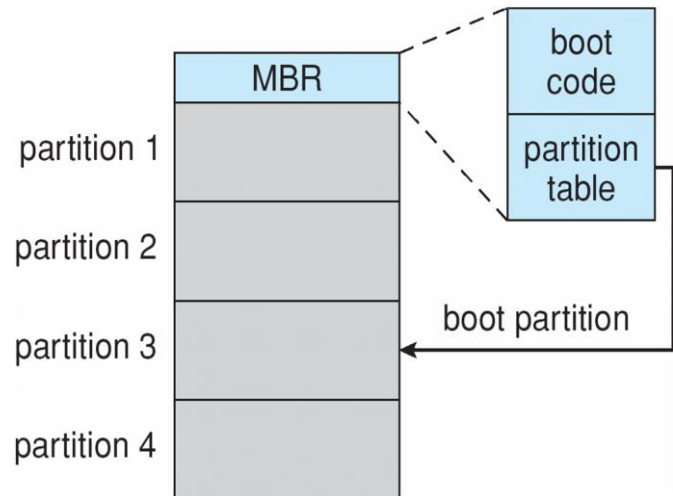 boot
code
MBR
partition 1
partition
table
partition 2
boot partition
partition 3
partition 4